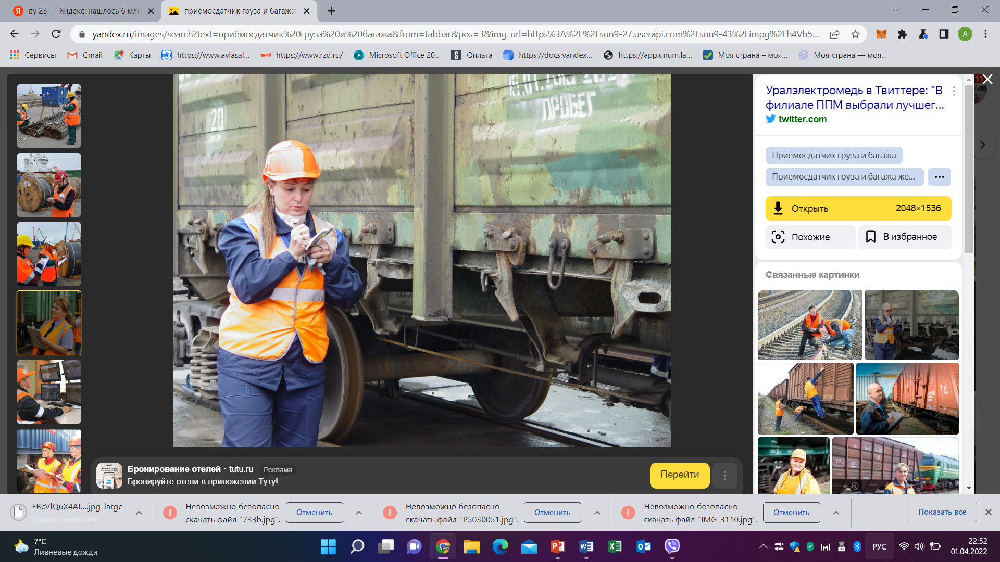 ву 23 — Яндекс: нашлось 6 млн
приёмосдатчик груза и багажа:
yandex.ru/images/search?text=приёмосдатчик%20груза%20и%20багажа&from=tabbar&pos=3&img_url=https%3A%2F%2Fsun9-27.userapi.com%2Fsun9-43%2Fimpg%2Fh4Vh5...
A
Сервисы
Gmail
Карты
https://www.aviasal...
https://www.rzd.ru/
Microsoft Office 20...
Оплата
https://docs.yandex...
https://app.unum.la...
Моя страна – моя...
Моя страна — моя...
20
ПРОБЕГ
Уралэлектромедь в Твиттере: "В
филиале ППМ выбрали лучшег...
twitter.com
Приемосдатчик груза и багажа
Приемосдатчик груза и багажа же...
Открыть
2048×1536
Похожие
В избранное
Связанные картинки
Бронирование отелей · tutu.ru Реклама
Бронируйте отели в приложении Туту!
Перейти
EBcVlQ6X4AI....jpg_large
Ошибка: Ошибка сети.
Невозможно безопасно
скачать файл "733b.jpg".
Отменить
Невозможно безопасно
скачать файл "P5030051.jpg".
Отменить
Невозможно безопасно
скачать файл "IMG_3110.jpg".
Отменить
Показать все
7°C
Ливневые дожди
РУС
22:52
01.04.2022